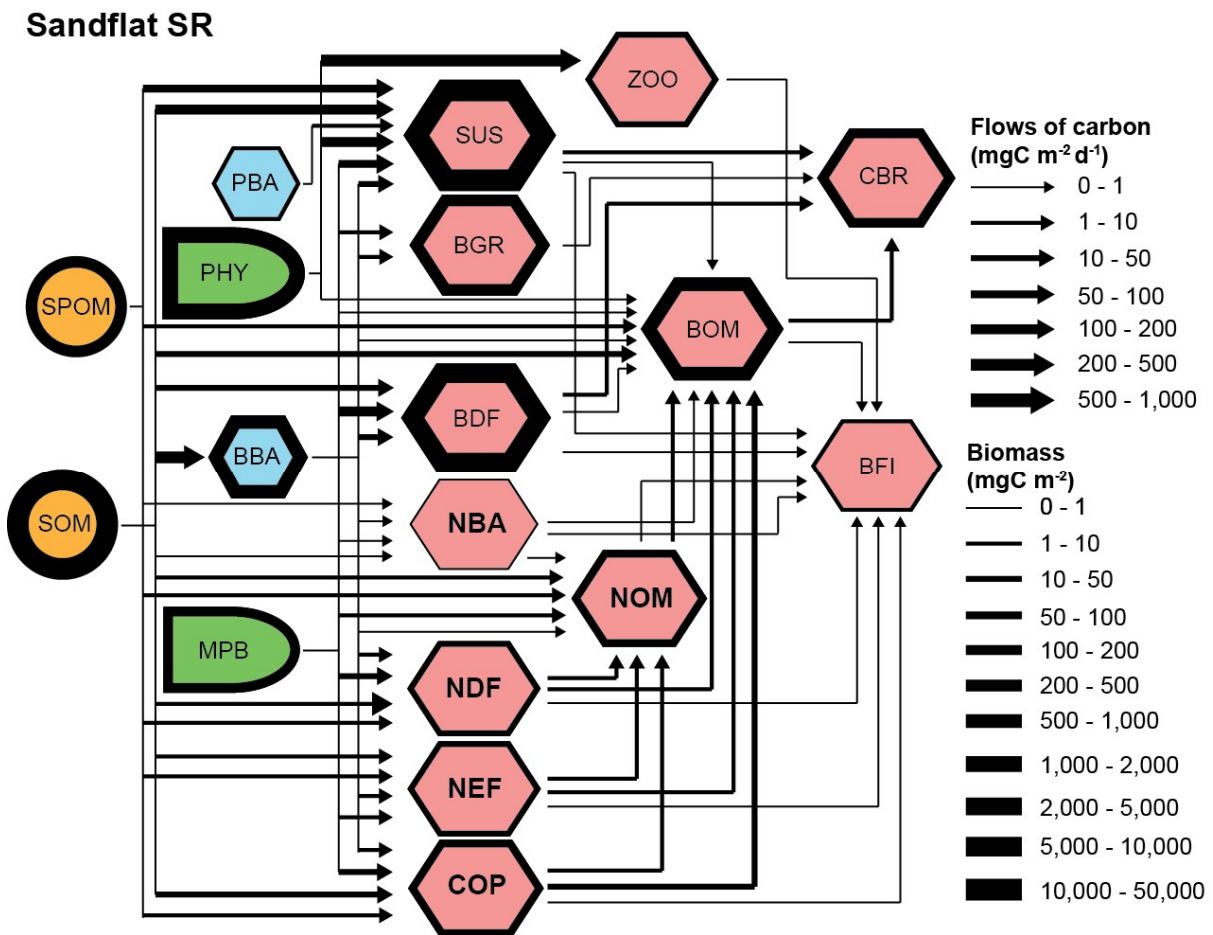 Sandflat SR
ZOO
SUS
PBA
CBR
BGR
PHY
SPOM
BOM
BDF
BBA
BFI
SOM
NBA
NOM
MPB
NDF
NEF
COP
Flows of carbon
(mgC m⁻² d⁻¹)
0 - 1
1 - 10
10 - 50
50 - 100
100 - 200
200 - 500
500 - 1,000
Biomass
(mgC m⁻²)
0 - 1
1 - 10
10 - 50
50 - 100
100 - 200
200 - 500
500 - 1,000
1,000 - 2,000
2,000 - 5,000
5,000 - 10,000
10,000 - 50,000